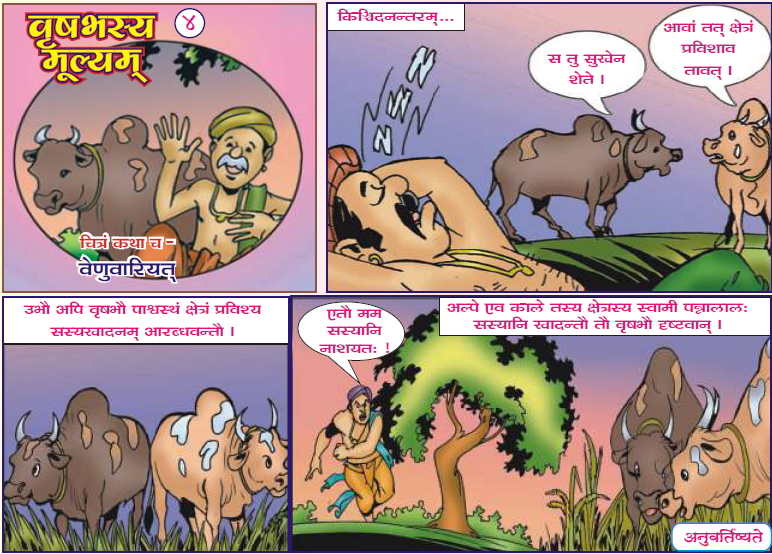 वृषभस्य
मूल्यम्
४
चित्रं कथा च -
वेणुवारियत्
किञ्चिदनन्तरम्...
स तु सुखेन
शेते ।
आवां तत् क्षेत्रं
प्रविशाव
तावत् ।
उभौ अपि वृषभौ पार्श्वस्थं क्षेत्रं प्रविश्य
सस्यखादनम् आरब्धवन्तौ ।
एतौ मम
सस्यानि
नाशयतः !
अल्पे एव काले तस्य क्षेत्रस्य स्वामी पन्नालालः
सस्यानि खादन्तौ तौ वृषभौ दृष्टवान् ।
अनुवर्तिष्यते